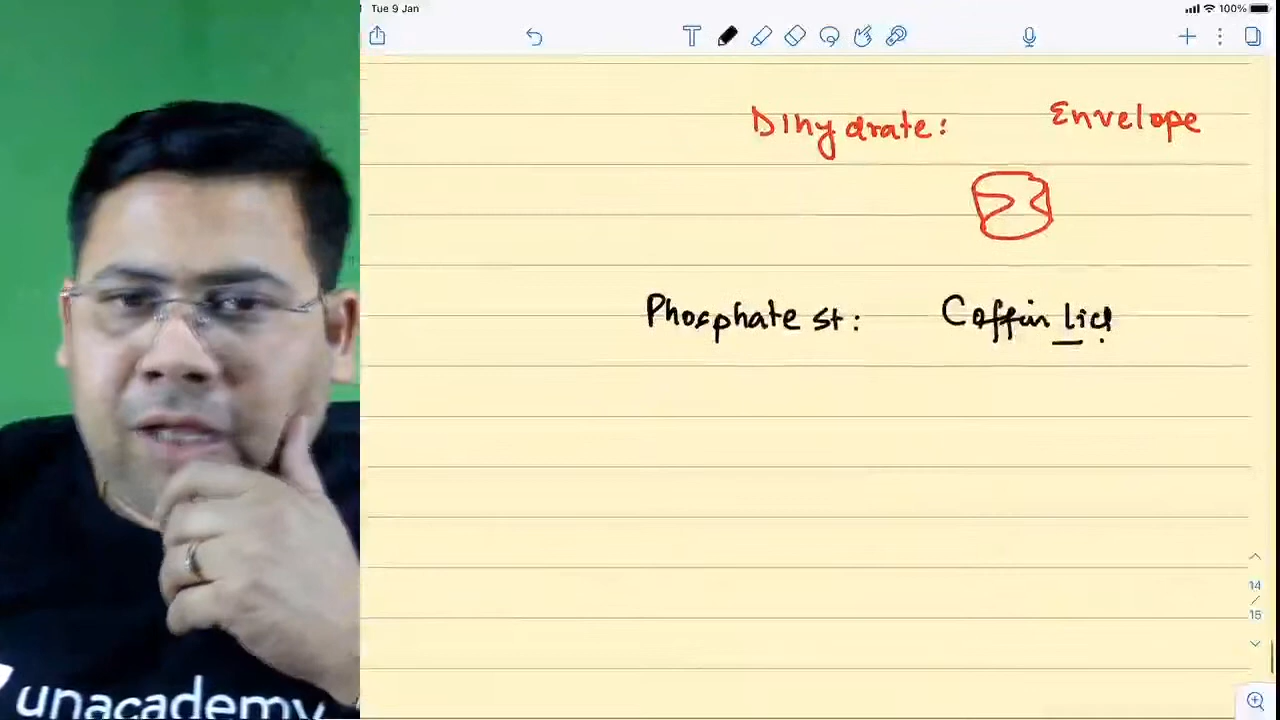 Tue 9 Jan
100%
Dihydrate: Envelope
Phosphate st: Coffin lid
14
15
unacademy